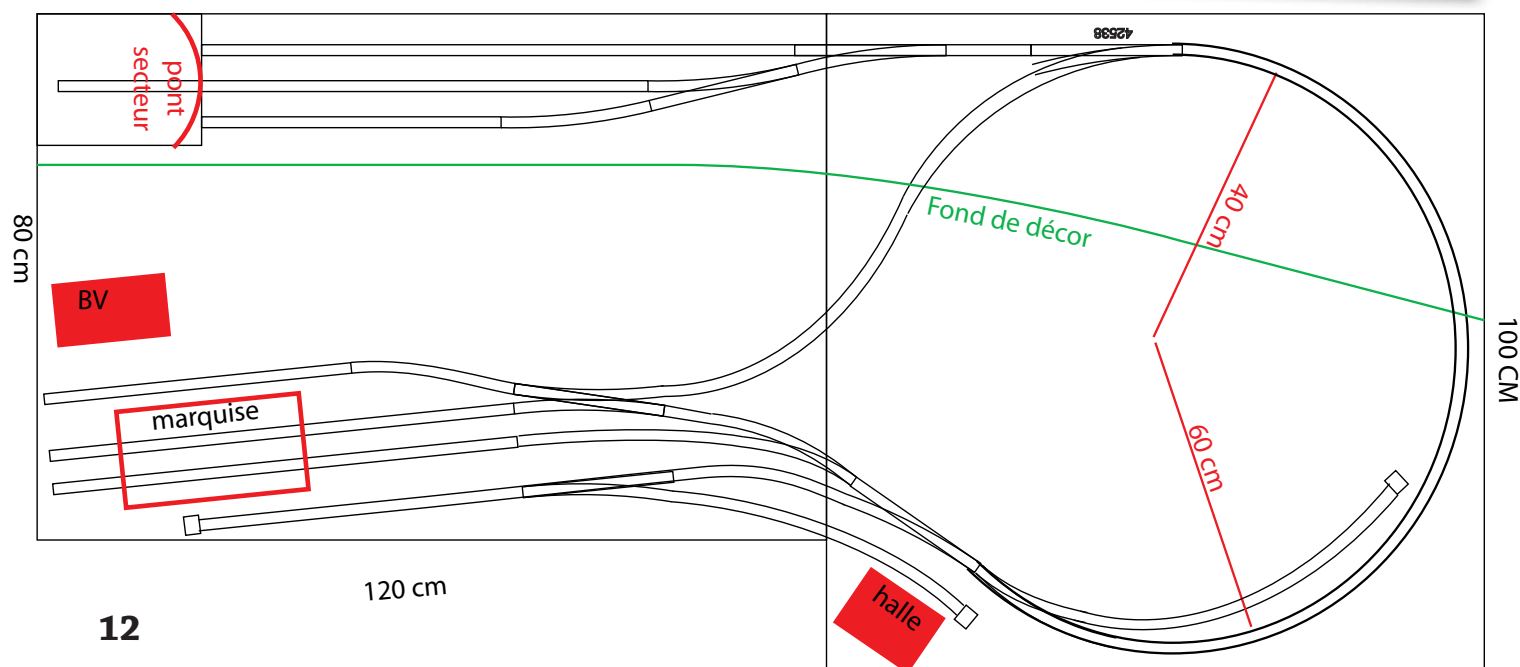 42538
pont
secteur
40 cm
Fond de décor
80 cm
BV
100 CM
marquise
60 cm
120 cm
halle
12